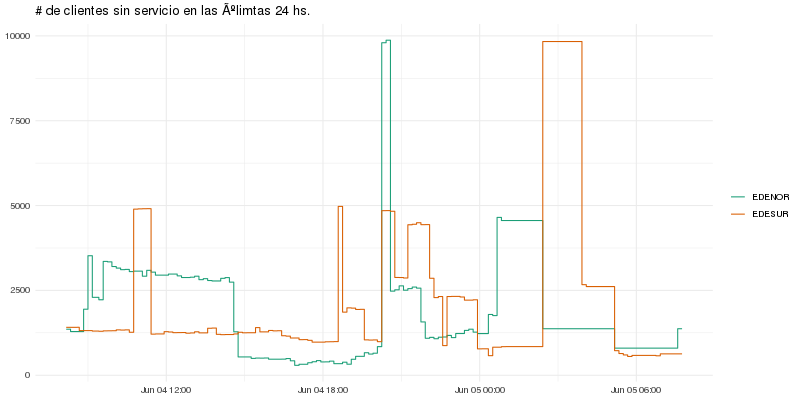 # de clientes sin servicio en las Ãºlimtas 24 hs.
10000
7500
5000
2500
0
Jun 04 12:00
Jun 04 18:00
Jun 05 00:00
Jun 05 06:00
EDENOR
EDESUR